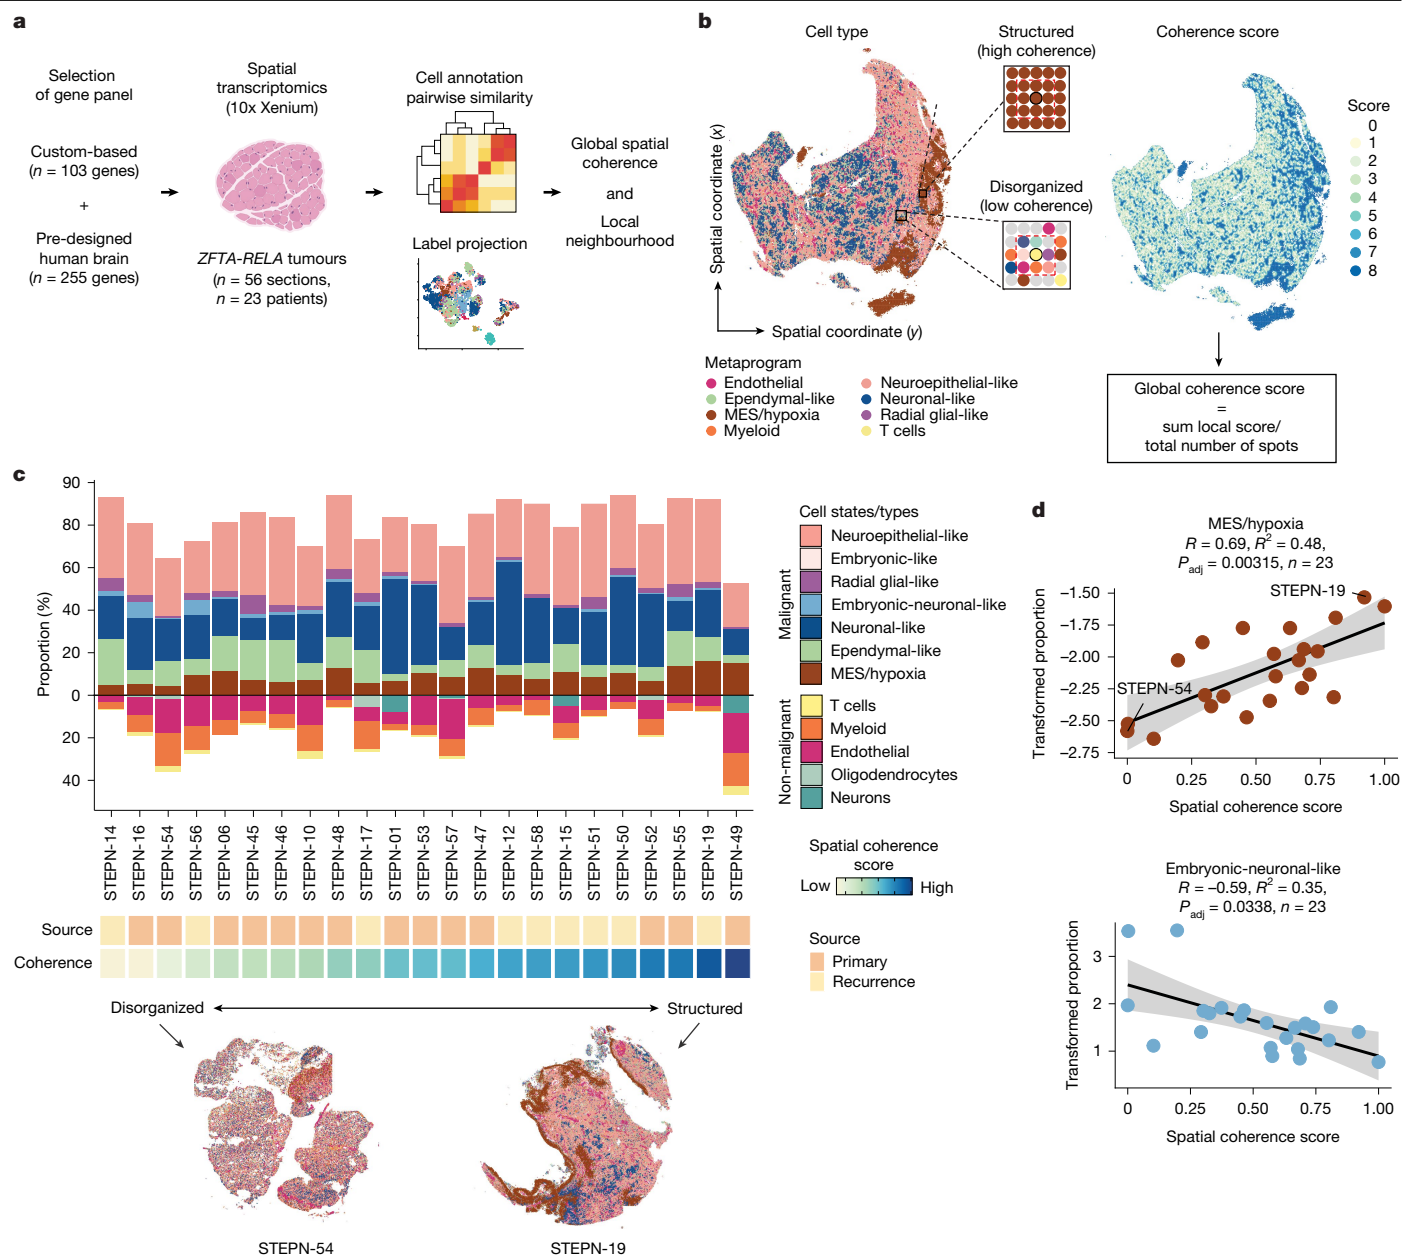 a
Selection
of gene panel
Custom-based
(n = 103 genes)
+
Pre-designed
human brain
(n = 255 genes)
Spatial
transcriptomics
(10x Xenium)
ZFTA-RELA tumours
(n = 56 sections,
n = 23 patients)
Cell annotation
pairwise similarity
Label projection
Global spatial
coherence
and
Local
neighbourhood
b
Cell type
Structured
(high coherence)
Disorganized
(low coherence)
Coherence score
Score
0
1
2
3
4
5
6
7
8
Spatial coordinate (x)
Spatial coordinate (y)
Metaprogram
Endothelial
Ependymal-like
MES/hypoxia
Myeloid
Neuroepithelial-like
Neuronal-like
Radial glial-like
T cells
Global coherence score
=
sum local score/
total number of spots
c
Proportion (%)
90
80
60
40
20
0
20
40
STEPN-14
STEPN-16
STEPN-54
STEPN-56
STEPN-06
STEPN-45
STEPN-46
STEPN-10
STEPN-48
STEPN-17
STEPN-01
STEPN-53
STEPN-57
STEPN-47
STEPN-12
STEPN-58
STEPN-15
STEPN-51
STEPN-50
STEPN-52
STEPN-55
STEPN-19
STEPN-49
Source
Coherence
Disorganized
Structured
STEPN-54
STEPN-19
Cell states/types
Malignant
Neuroepithelial-like
Embryonic-like
Radial glial-like
Embryonic-neuronal-like
Neuronal-like
Ependymal-like
MES/hypoxia
Non-malignant
T cells
Myeloid
Endothelial
Oligodendrocytes
Neurons
Spatial coherence
score
Low
High
Source
Primary
Recurrence
d
MES/hypoxia
R = 0.69, R² = 0.48,
Padj = 0.00315, n = 23
Transformed proportion
−1.50
−1.75
−2.00
−2.25
−2.50
−2.75
STEPN-19
STEPN-54
0
0.25
0.50
0.75
1.00
Spatial coherence score
Embryonic-neuronal-like
R = −0.59, R² = 0.35,
Padj = 0.0338, n = 23
Transformed proportion
3
2
1
0
0.25
0.50
0.75
1.00
Spatial coherence score